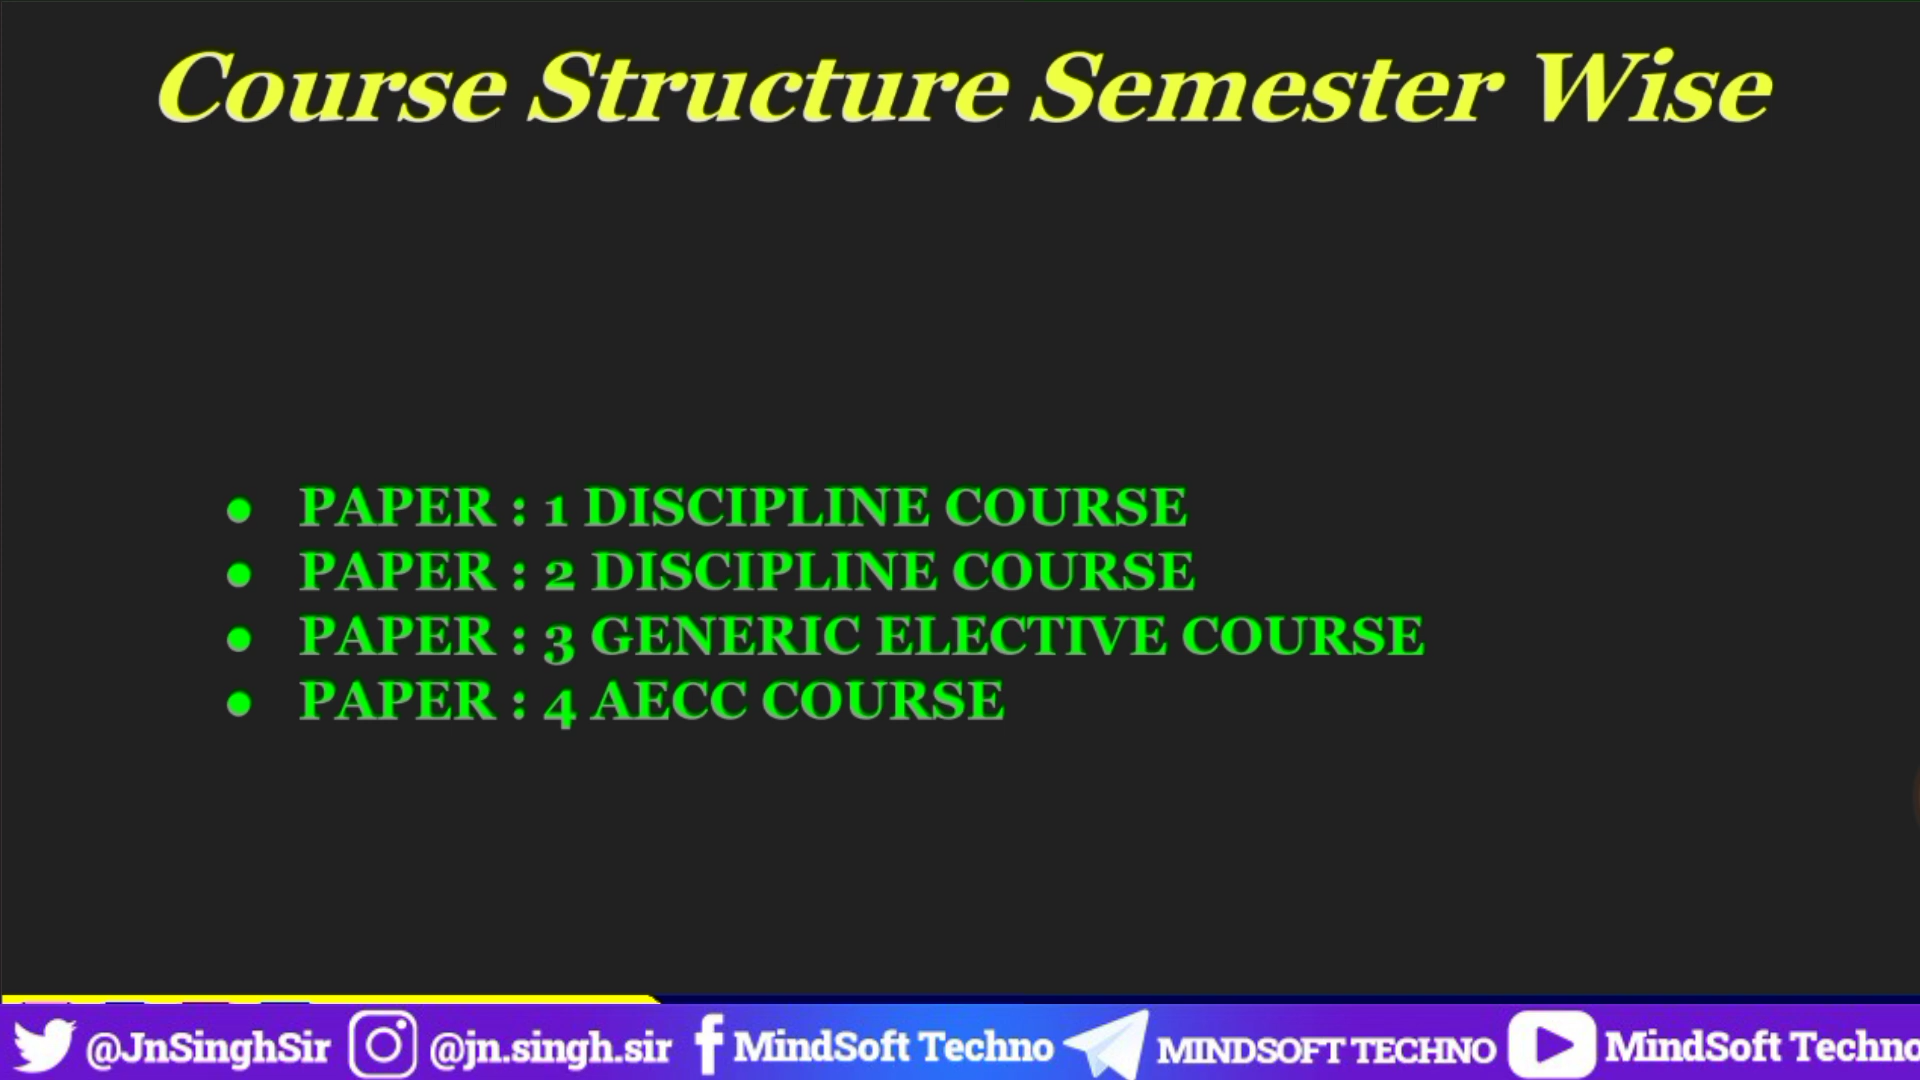 Course Structure Semester Wise
● PAPER : 1 DISCIPLINE COURSE
● PAPER : 2 DISCIPLINE COURSE
● PAPER : 3 GENERIC ELECTIVE COURSE
● PAPER : 4 AECC COURSE
@JnSinghSir @jn.singh.sir MindSoft Techno MINDSOFT TECHNO MindSoft Techno